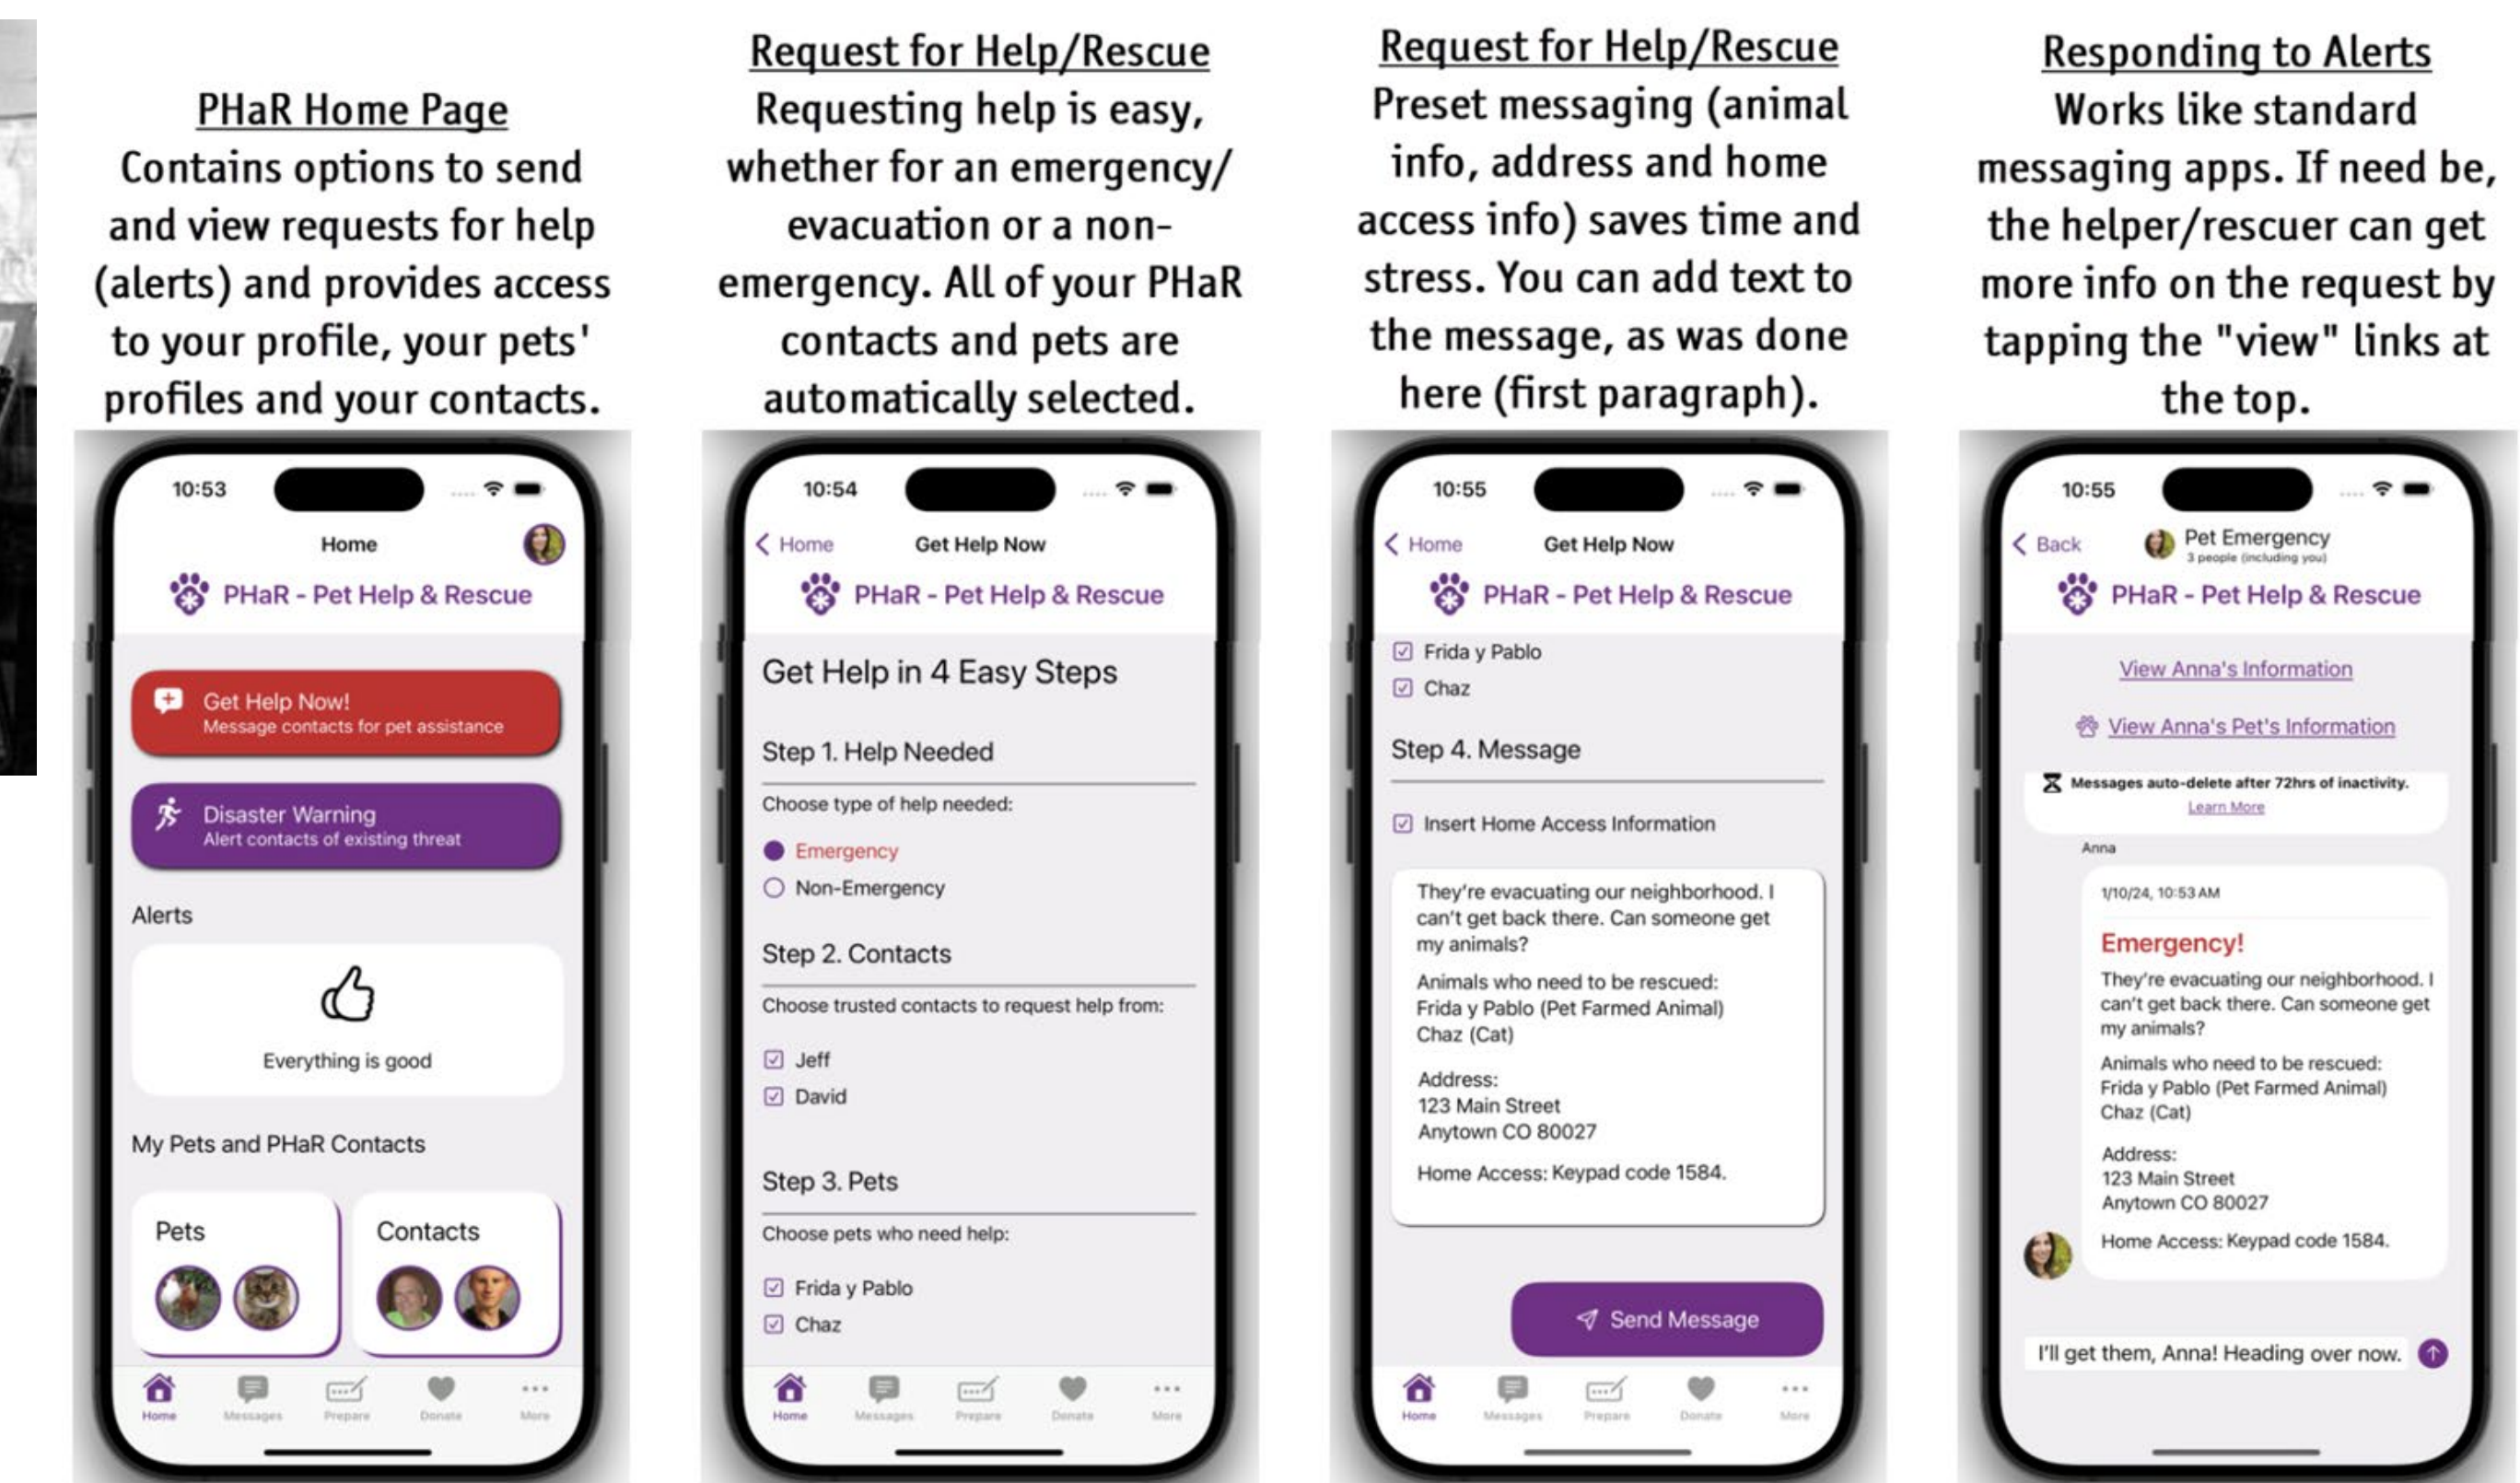 PHaR Home Page
Contains options to send
and view requests for help
(alerts) and provides access
to your profile, your pets'
profiles and your contacts.
10:53
Home
PHaR - Pet Help & Rescue
Get Help Now!
Message contacts for pet assistance
Disaster Warning
Alert contacts of existing threat
Alerts
Everything is good
My Pets and PHaR Contacts
Pets
Contacts
Home
Messages
Prepare
Donate
More
Request for Help/Rescue
Requesting help is easy,
whether for an emergency/
evacuation or a non-
emergency. All of your PHaR
contacts and pets are
automatically selected.
10:54
Home
Get Help Now
PHaR - Pet Help & Rescue
Get Help in 4 Easy Steps
Step 1. Help Needed
Choose type of help needed:
Emergency
Non-Emergency
Step 2. Contacts
Choose trusted contacts to request help from:
Jeff
David
Step 3. Pets
Choose pets who need help:
Frida y Pablo
Chaz
Home
Messages
Prepare
Donate
More
Request for Help/Rescue
Preset messaging (animal
info, address and home
access info) saves time and
stress. You can add text to
the message, as was done
here (first paragraph).
10:55
Home
Get Help Now
PHaR - Pet Help & Rescue
Frida y Pablo
Chaz
Step 4. Message
Insert Home Access Information
They're evacuating our neighborhood. I
can't get back there. Can someone get
my animals?
Animals who need to be rescued:
Frida y Pablo (Pet Farmed Animal)
Chaz (Cat)
Address:
123 Main Street
Anytown CO 80027
Home Access: Keypad code 1584.
Send Message
Home
Messages
Prepare
Donate
More
Responding to Alerts
Works like standard
messaging apps. If need be,
the helper/rescuer can get
more info on the request by
tapping the "view" links at
the top.
10:55
Back
Pet Emergency
3 people (including you)
PHaR - Pet Help & Rescue
View Anna's Information
View Anna's Pet's Information
Messages auto-delete after 72hrs of inactivity.
Learn More
Anna
1/10/24, 10:53 AM
Emergency!
They're evacuating our neighborhood. I
can't get back there. Can someone get
my animals?
Animals who need to be rescued:
Frida y Pablo (Pet Farmed Animal)
Chaz (Cat)
Address:
123 Main Street
Anytown CO 80027
Home Access: Keypad code 1584.
I'll get them, Anna! Heading over now.